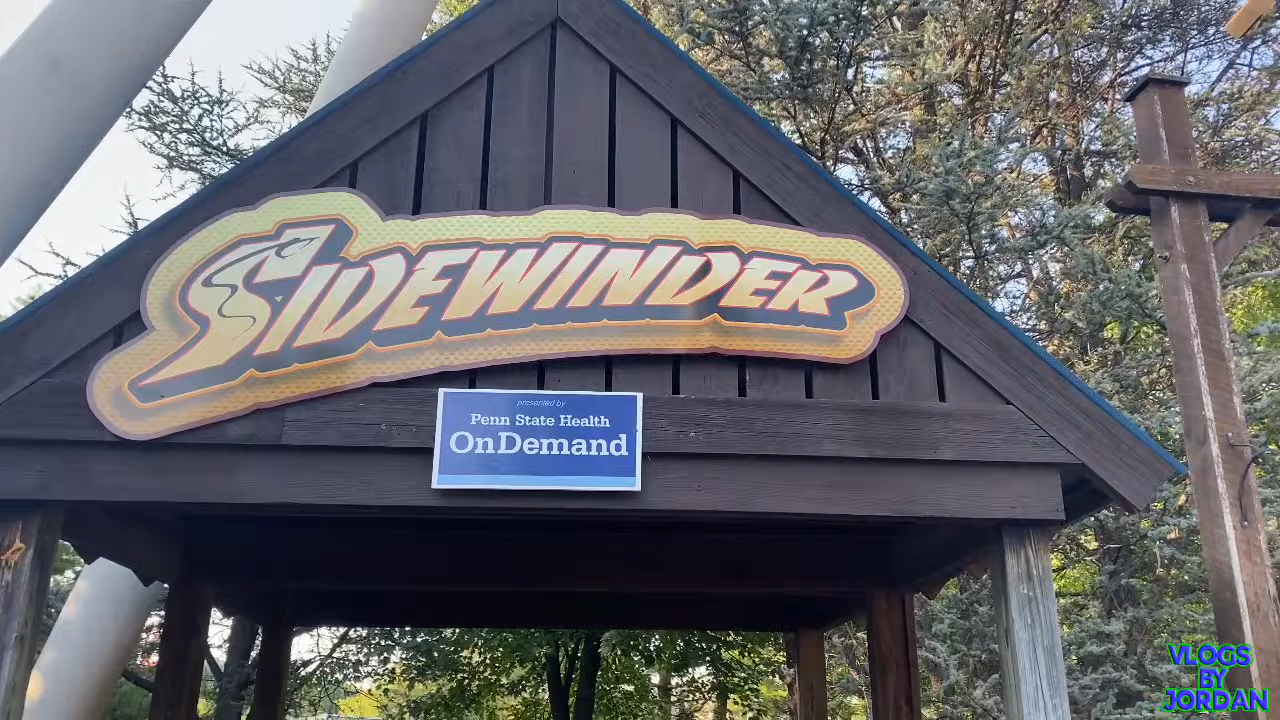 SIDEWINDER
presented by
Penn State Health
OnDemand
VLOGS
BY
JORDAN